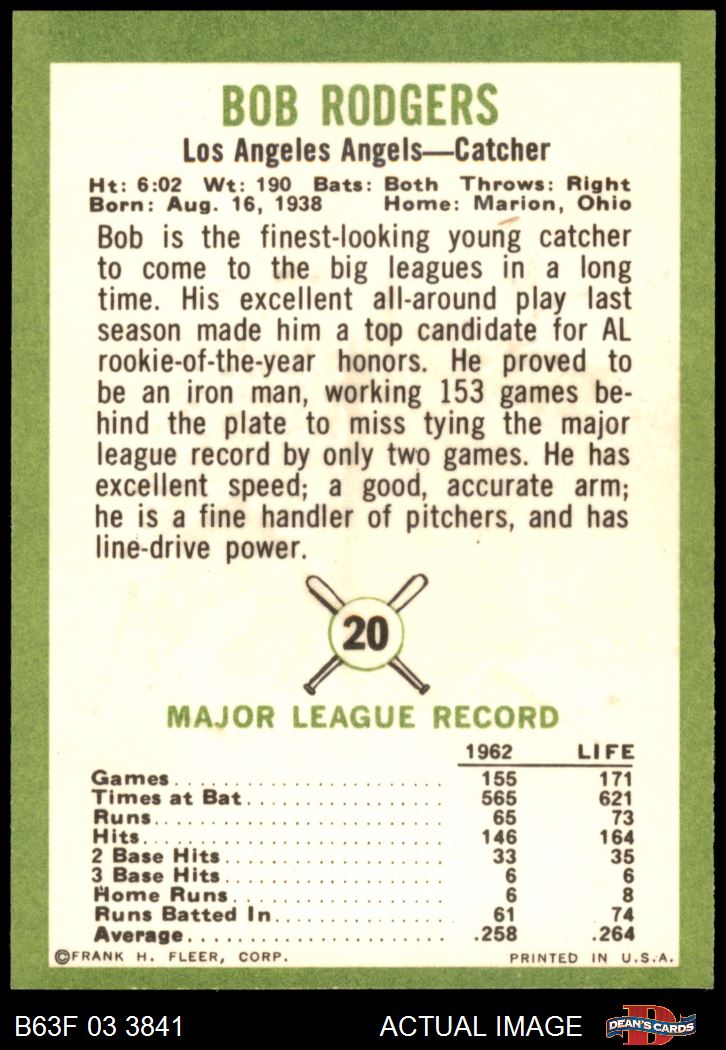 BOB RODGERS
Los Angeles Angels—Catcher
Ht: 6:02 Wt: 190 Bats: Both Throws: Right
Born: Aug. 16, 1938 Home: Marion, Ohio
Bob is the finest-looking young catcher
to come to the big leagues in a long
time. His excellent all-around play last
season made him a top candidate for AL
rookie-of-the-year honors. He proved to
be an iron man, working 153 games be-
hind the plate to miss tying the major
league record by only two games. He has
excellent speed; a good, accurate arm;
he is a fine handler of pitchers, and has
line-drive power.
20
MAJOR LEAGUE RECORD
1962 LIFE
Games 155 171
Times at Bat 565 621
Runs 65 73
Hits 146 164
2 Base Hits 33 35
3 Base Hits 6 6
Home Runs 6 8
Runs Batted In 61 74
Average .258 .264
©FRANK H. FLEER, CORP. PRINTED IN U.S.A.
B63F 03 3841 ACTUAL IMAGE D DEAN'S CARDS